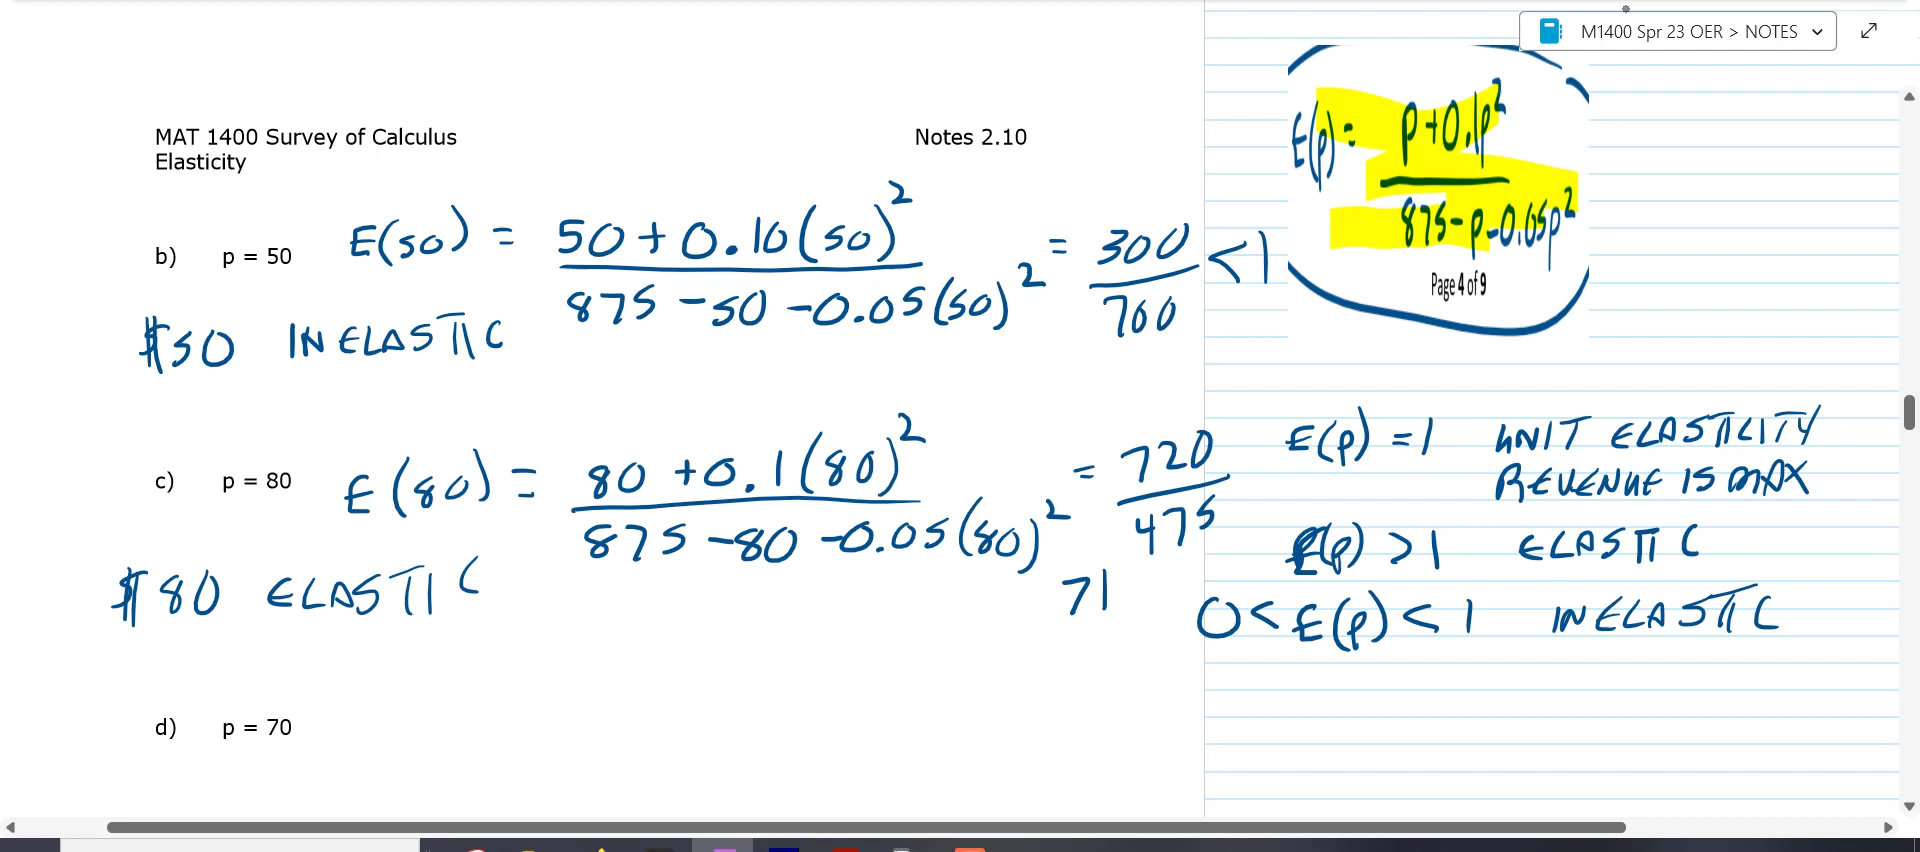 M1400 Spr 23 OER > NOTES
E(p) = p+0.1p²
875-p-0.05p²
Page 4 of 9
MAT 1400 Survey of Calculus Notes 2.10
Elasticity
b) p = 50 E(50) = 50 + 0.10(50)² = 300 < 1
875 - 50 - 0.05(50)² 700
$50 INELASTIC
c) p = 80 E(80) = 80 + 0.1(80)² = 720
875 - 80 - 0.05(80)² 475
$80 ELASTIC 71
E(p) = 1 UNIT ELASTICITY
REVENUE IS MAX
E(p) > 1 ELASTIC
0 < E(p) < 1 INELASTIC
d) p = 70